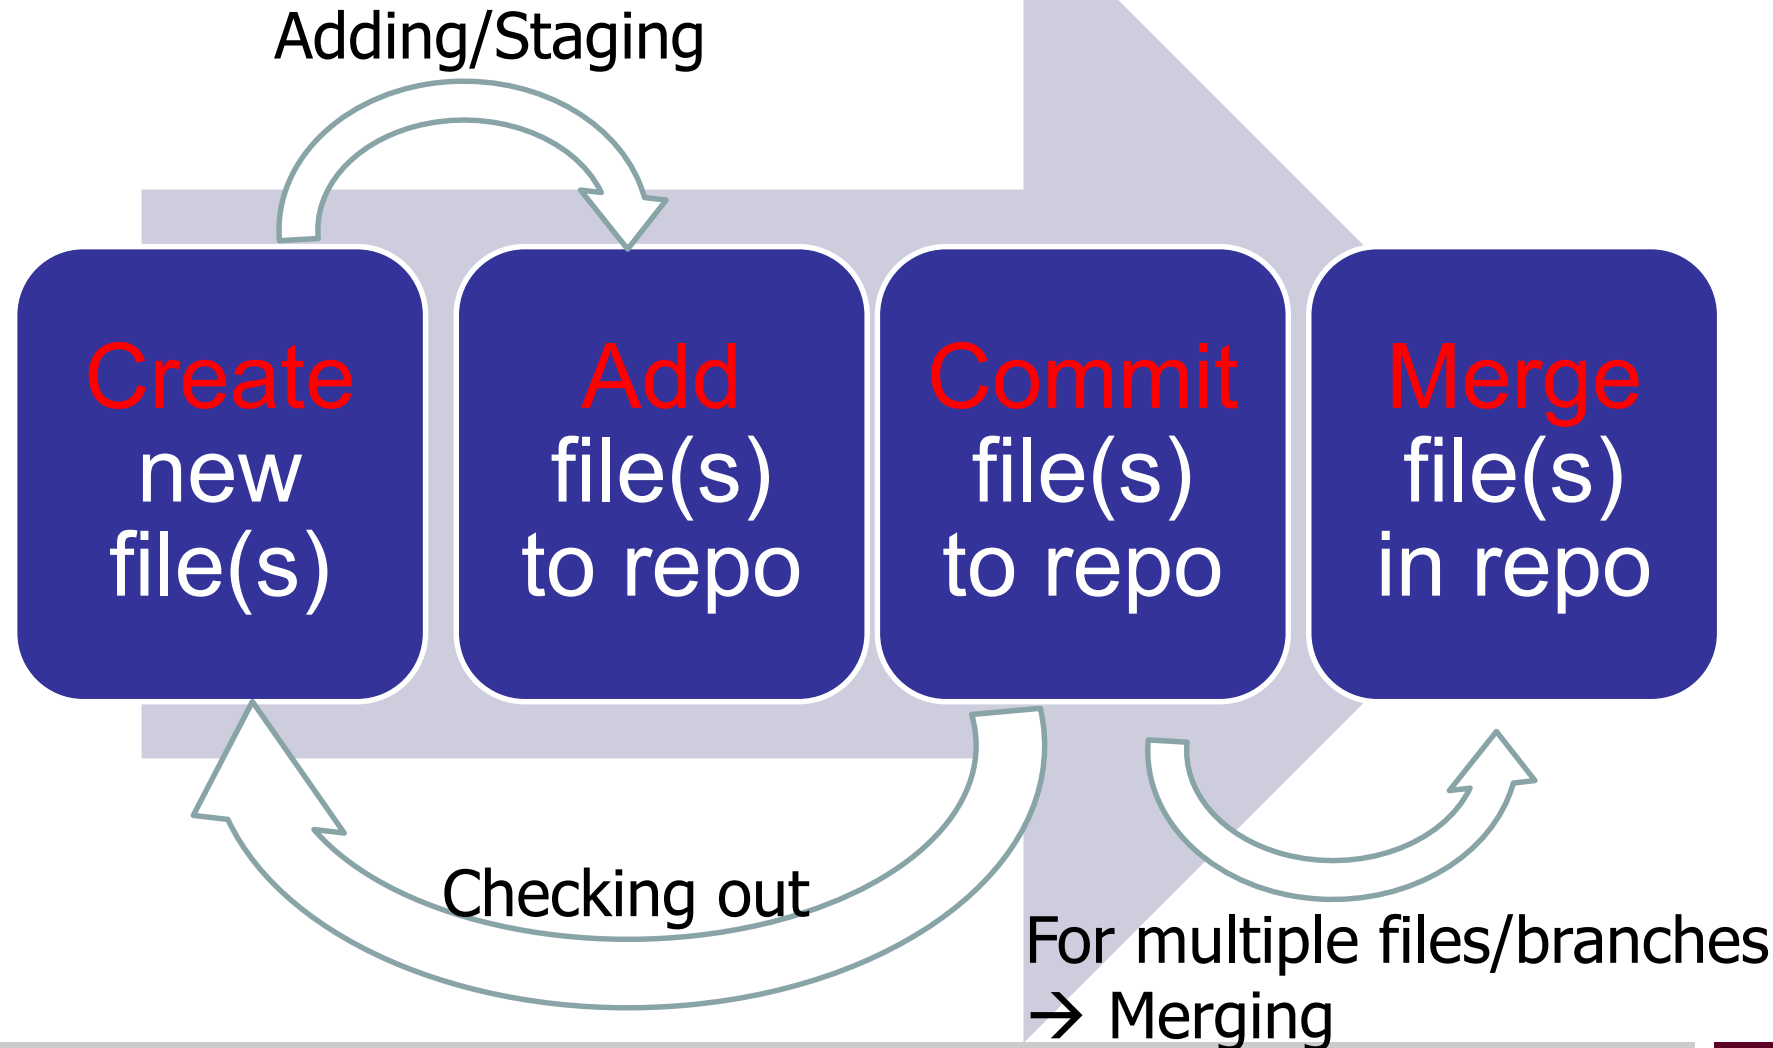 Adding/Staging
Create
new
file(s)
Add
file(s)
to repo
Commit
file(s)
to repo
Merge
file(s)
in repo
Checking out
For multiple files/branches
→ Merging